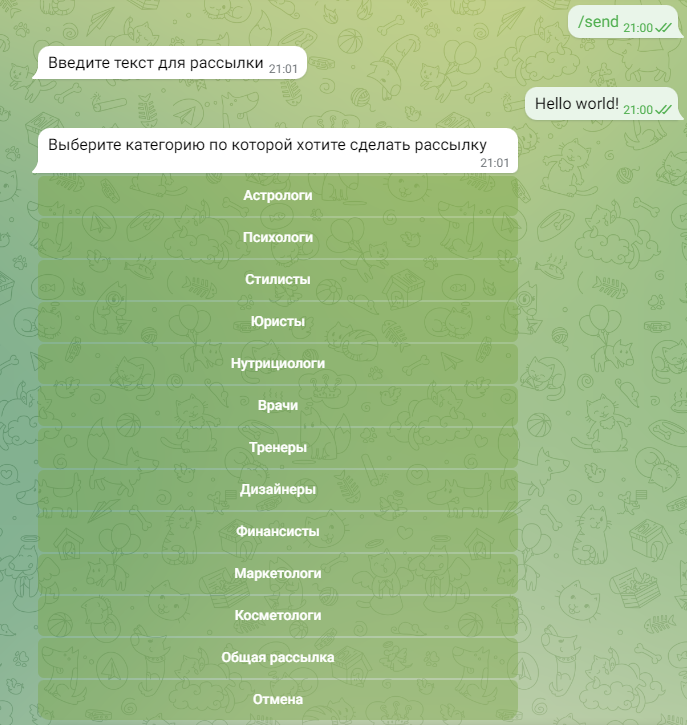 /send 21:00
Введите текст для рассылки 21:01
Hello world! 21:00
Выберите категорию по которой хотите сделать рассылку
21:01
Астрологи
Психологи
Стилисты
Юристы
Нутрициологи
Врачи
Тренеры
Дизайнеры
Финансисты
Маркетологи
Косметологи
Общая рассылка
Отмена